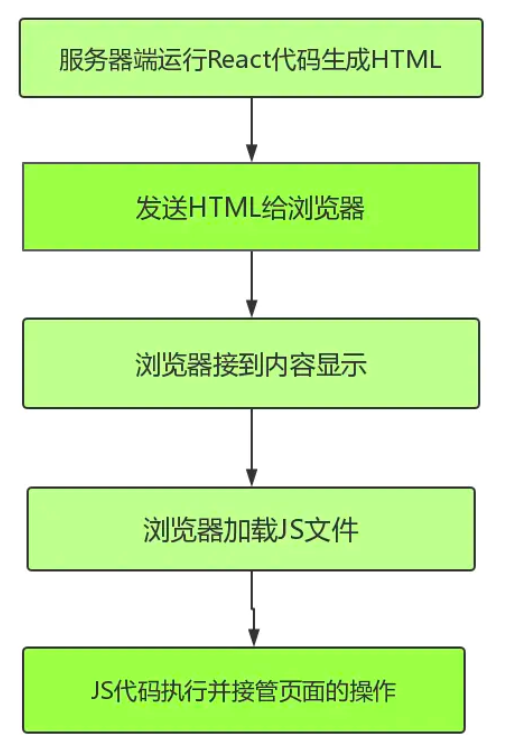 服务器端运行React代码生成HTML
发送HTML给浏览器
浏览器接到内容显示
浏览器加载JS文件
JS代码执行并接管页面的操作